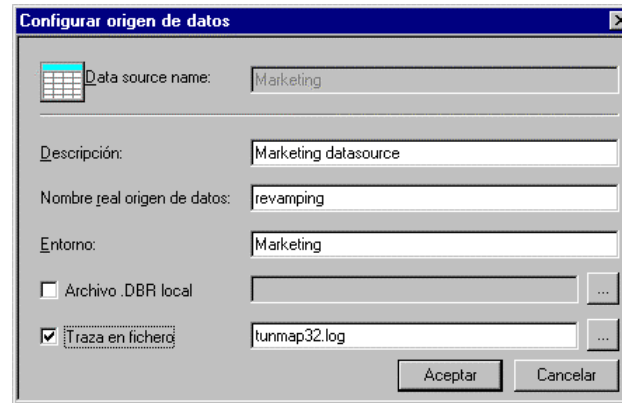 Configurar origen de datos
Data source name: Marketing
Descripción: Marketing datasource
Nombre real origen de datos: revamping
Entorno: Marketing
Archivo .DBR local ...
Traza en fichero tunmap32.log ...
Aceptar Cancelar